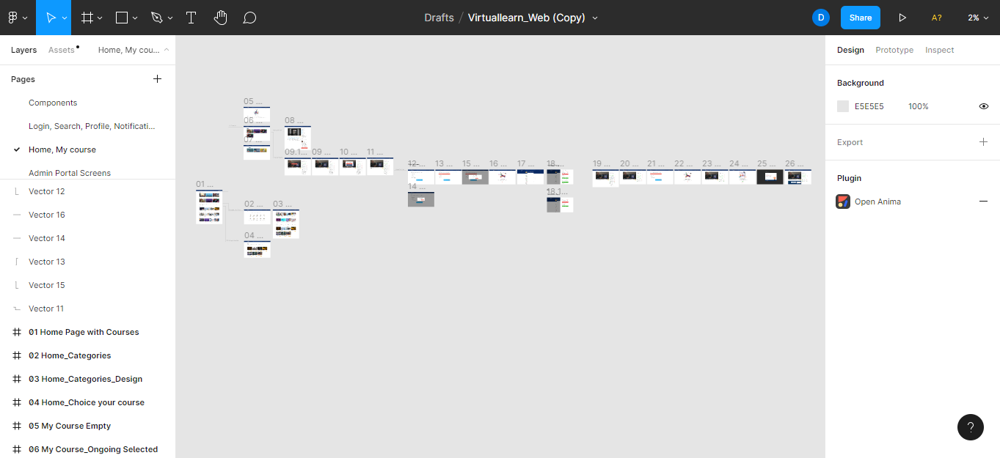 Drafts / Virtuallearn_Web (Copy)
D
Share
A?
2%
Layers
Assets
Home, My cou...
Design
Prototype
Inspect
Pages
Components
Login, Search, Profile, Notificati...
Home, My course
Admin Portal Screens
Vector 12
Vector 16
Vector 14
Vector 13
Vector 15
Vector 11
01 Home Page with Courses
02 Home_Categories
03 Home_Categories_Design
04 Home_Choice your course
05 My Course Empty
06 My Course_Ongoing Selected
05 ...
06 ...
08 ...
07 ...
09.1...
09 ...
10 ...
11 ...
12 ...
13 ...
15 ...
16 ...
17 ...
18 ...
19 ...
20 ...
21 ...
22 ...
23 ...
24 ...
25 ...
26 ...
01 ...
14 ...
18.1...
02 ...
03 ...
04 ...
Background
E5E5E5
100%
Export
Plugin
Open Anima
?